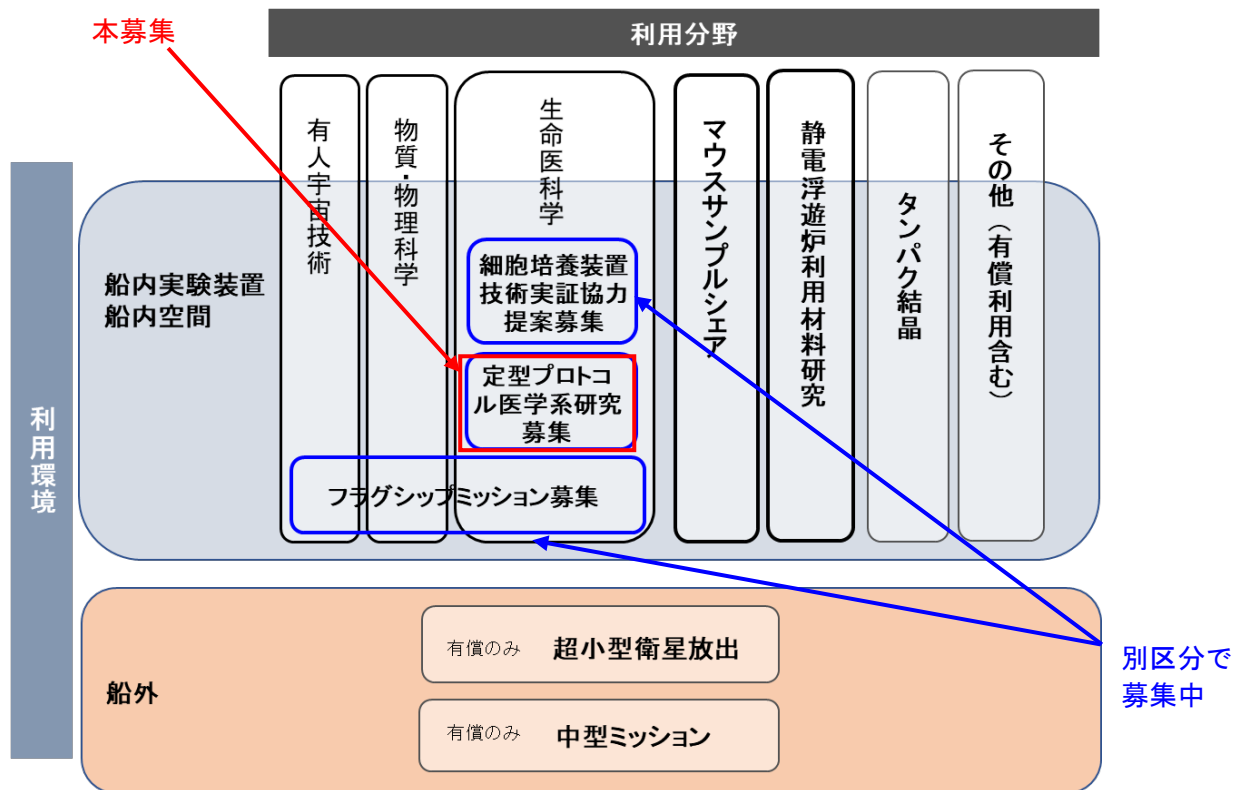 本募集
利用分野
有人宇宙技術
物質・物理科学
生命医科学
マウスサンプルシェア
静電浮遊炉利用材料研究
タンパク結晶
その他(有償利用含む)
利用環境
船内実験装置
船内空間
細胞培養装置
技術実証協力
提案募集
定型プロトコ
ル医学系研究
募集
フラグシップミッション募集
船外
有償のみ 超小型衛星放出
有償のみ 中型ミッション
別区分で
募集中